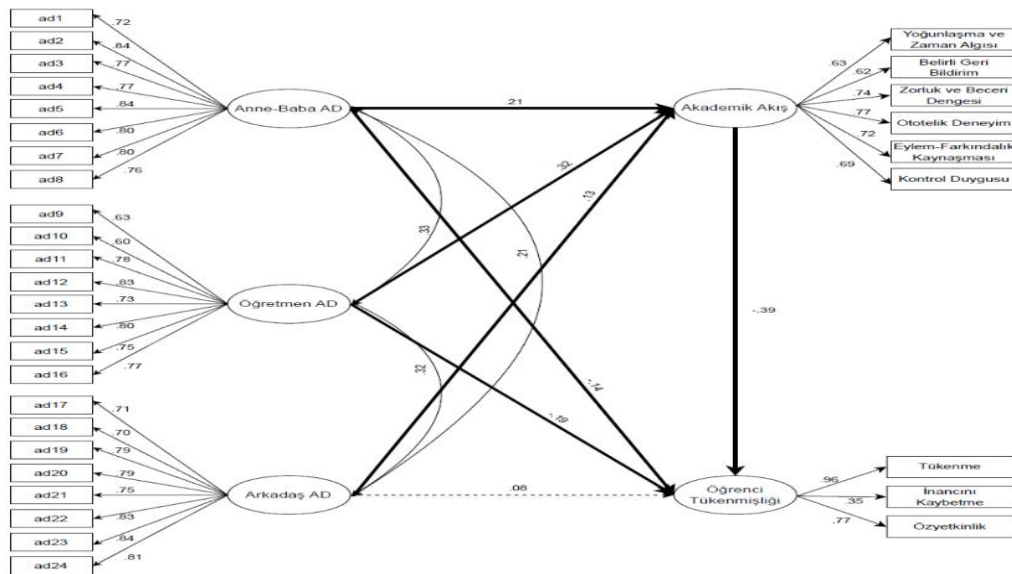 ad1
ad2
ad3
ad4
ad5
ad6
ad7
ad8
.72
.84
.77
.77
.84
.80
.80
.76
Anne-Baba AD
ad9
ad10
ad11
ad12
ad13
ad14
ad15
ad16
.63
.60
.78
.83
.73
.80
.75
.77
Öğretmen AD
ad17
ad18
ad19
ad20
ad21
ad22
ad23
ad24
.71
.70
.79
.79
.75
.83
.84
.81
Arkadaş AD
.21
.32
.13
.33
.21
.32
-.14
-.19
.08
-.39
Akademik Akış
.63
.62
.74
.77
.72
.69
Yoğunlaşma ve
Zaman Algısı
Belirli Geri
Bildirim
Zorluk ve Beceri
Dengesi
Ototelik Deneyim
Eylem-Farkındalık
Kaynaşması
Kontrol Duygusu
Öğrenci
Tükenmişliği
.96
.35
.77
Tükenme
İnancını
Kaybetme
Özyetkinlik